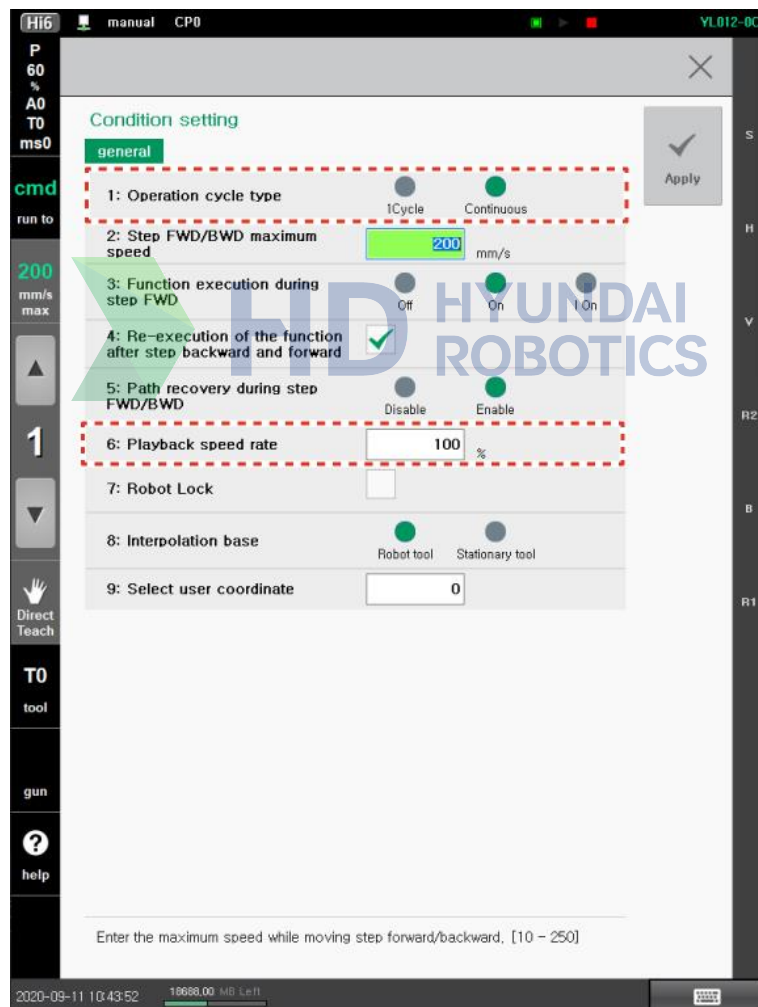 Hi6 manual CP0 YL012-0C
P
60
%
A0
T0
ms0
cmd
run to
200
mm/s
max
1
Direct
Teach
T0
tool
gun
help
Condition setting
general
Apply
1: Operation cycle type
1Cycle Continuous
2: Step FWD/BWD maximum
speed
200 mm/s
3: Function execution during
step FWD
Off On I On
4: Re-execution of the function
after step backward and forward
5: Path recovery during step
FWD/BWD
Disable Enable
6: Playback speed rate
100 %
7: Robot Lock
8: Interpolation base
Robot tool Stationary tool
9: Select user coordinate
0
HD HYUNDAI
ROBOTICS
S
H
V
R2
B
R1
Enter the maximum speed while moving step forward/backward, [10 - 250]
2020-09-11 10:43:52 18688,00 MB Left